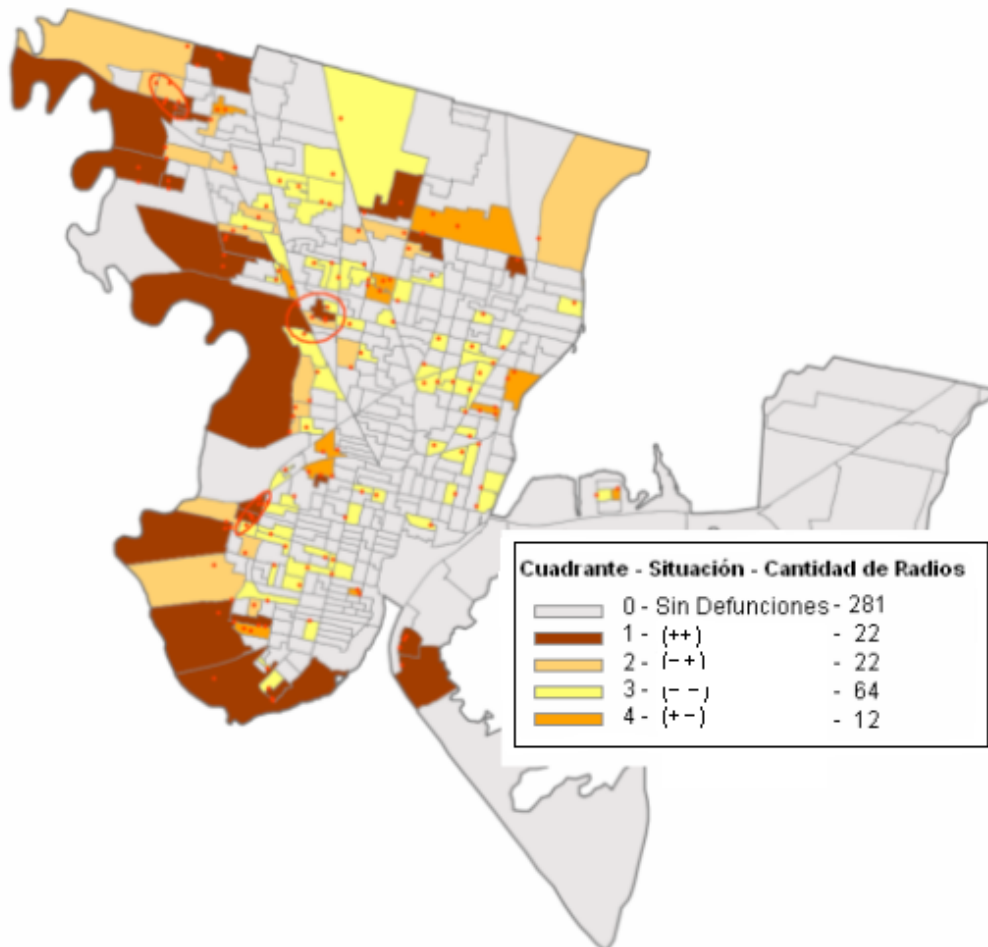 Cuadrante - Situación - Cantidad de Radios
0 - Sin Defunciones - 281
1 - (++) - 22
2 - (-+) - 22
3 - (--) - 64
4 - (+-) - 12